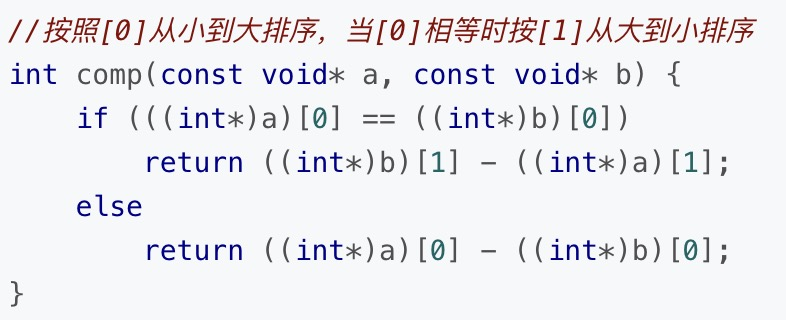 //按照[0]从小到大排序，当[0]相等时按[1]从大到小排序
int comp(const void* a, const void* b) {
    if (((int*)a)[0] == ((int*)b)[0])
        return ((int*)b)[1] - ((int*)a)[1];
    else
        return ((int*)a)[0] - ((int*)b)[0];
}